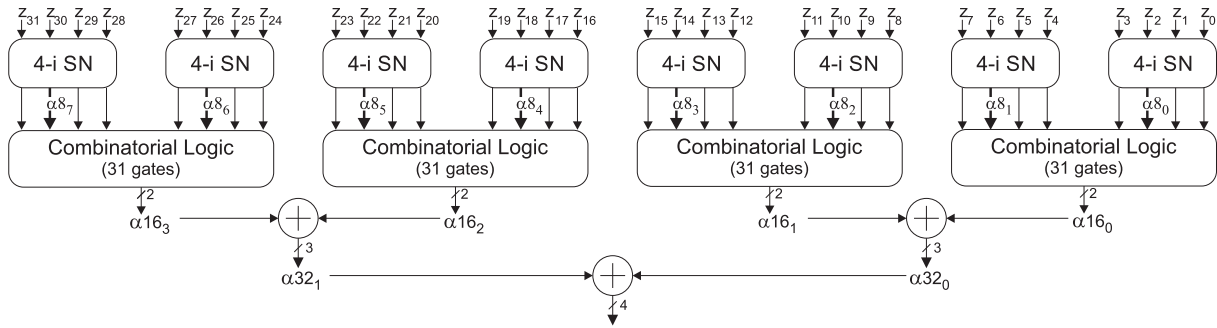 z₃₁ z₃₀ z₂₉ z₂₈ z₂₇ z₂₆ z₂₅ z₂₄ z₂₃ z₂₂ z₂₁ z₂₀ z₁₉ z₁₈ z₁₇ z₁₆ z₁₅ z₁₄ z₁₃ z₁₂ z₁₁ z₁₀ z₉ z₈ z₇ z₆ z₅ z₄ z₃ z₂ z₁ z₀
4-i SN 4-i SN 4-i SN 4-i SN 4-i SN 4-i SN 4-i SN 4-i SN
α8₇ α8₆ α8₅ α8₄ α8₃ α8₂ α8₁ α8₀
Combinatorial Logic Combinatorial Logic Combinatorial Logic Combinatorial Logic
(31 gates) (31 gates) (31 gates) (31 gates)
2 2 2 2
α16₃ + α16₂ α16₁ + α16₀
3 3
α32₁ + α32₀
4